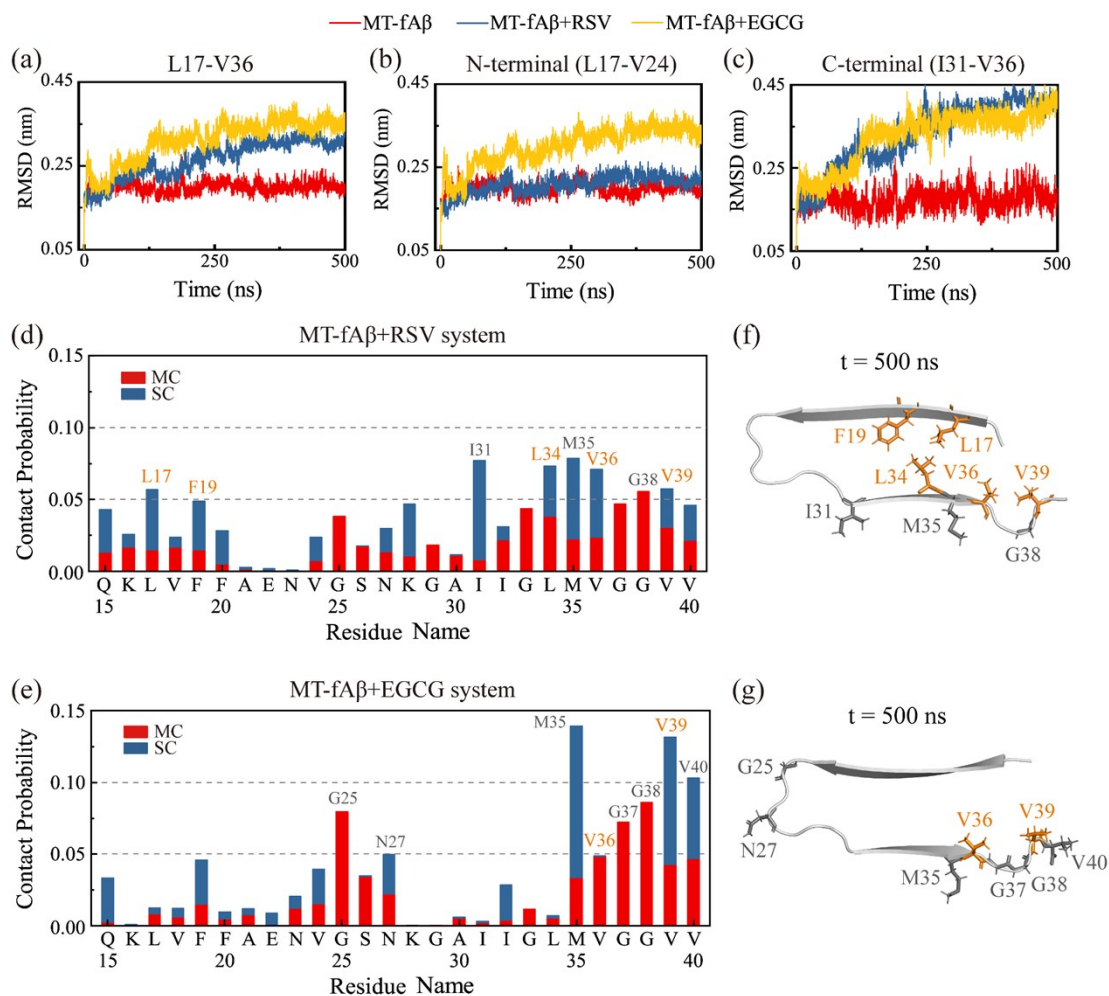 MT-fAβ MT-fAβ+RSV MT-fAβ+EGCG
(a) L17-V36
RMSD (nm)
0.45
0.25
0.05
0 250 500
Time (ns)
(b) N-terminal (L17-V24)
RMSD (nm)
0.45
0.25
0.05
0 250 500
Time (ns)
(c) C-terminal (I31-V36)
RMSD (nm)
0.45
0.25
0.05
0 250 500
Time (ns)
(d) MT-fAβ+RSV system
Contact Probability
0.15
0.10
0.05
0.00
MC
SC
L17 F19 I31 L34 M35 V36 G38 V39
Q K L V F F A E N V G S N K G A I I G L M V G G V V
15 20 25 30 35 40
Residue Name
(f)
t = 500 ns
F19 L17
L34 V36 V39
I31 M35 G38
(e) MT-fAβ+EGCG system
Contact Probability
0.15
0.10
0.05
0.00
MC
SC
G25 N27 M35 V36 G37 G38 V39 V40
Q K L V F F A E N V G S N K G A I I G L M V G G V V
15 20 25 30 35 40
Residue Name
(g)
t = 500 ns
G25
N27
V36 V39
M35 G37 G38 V40